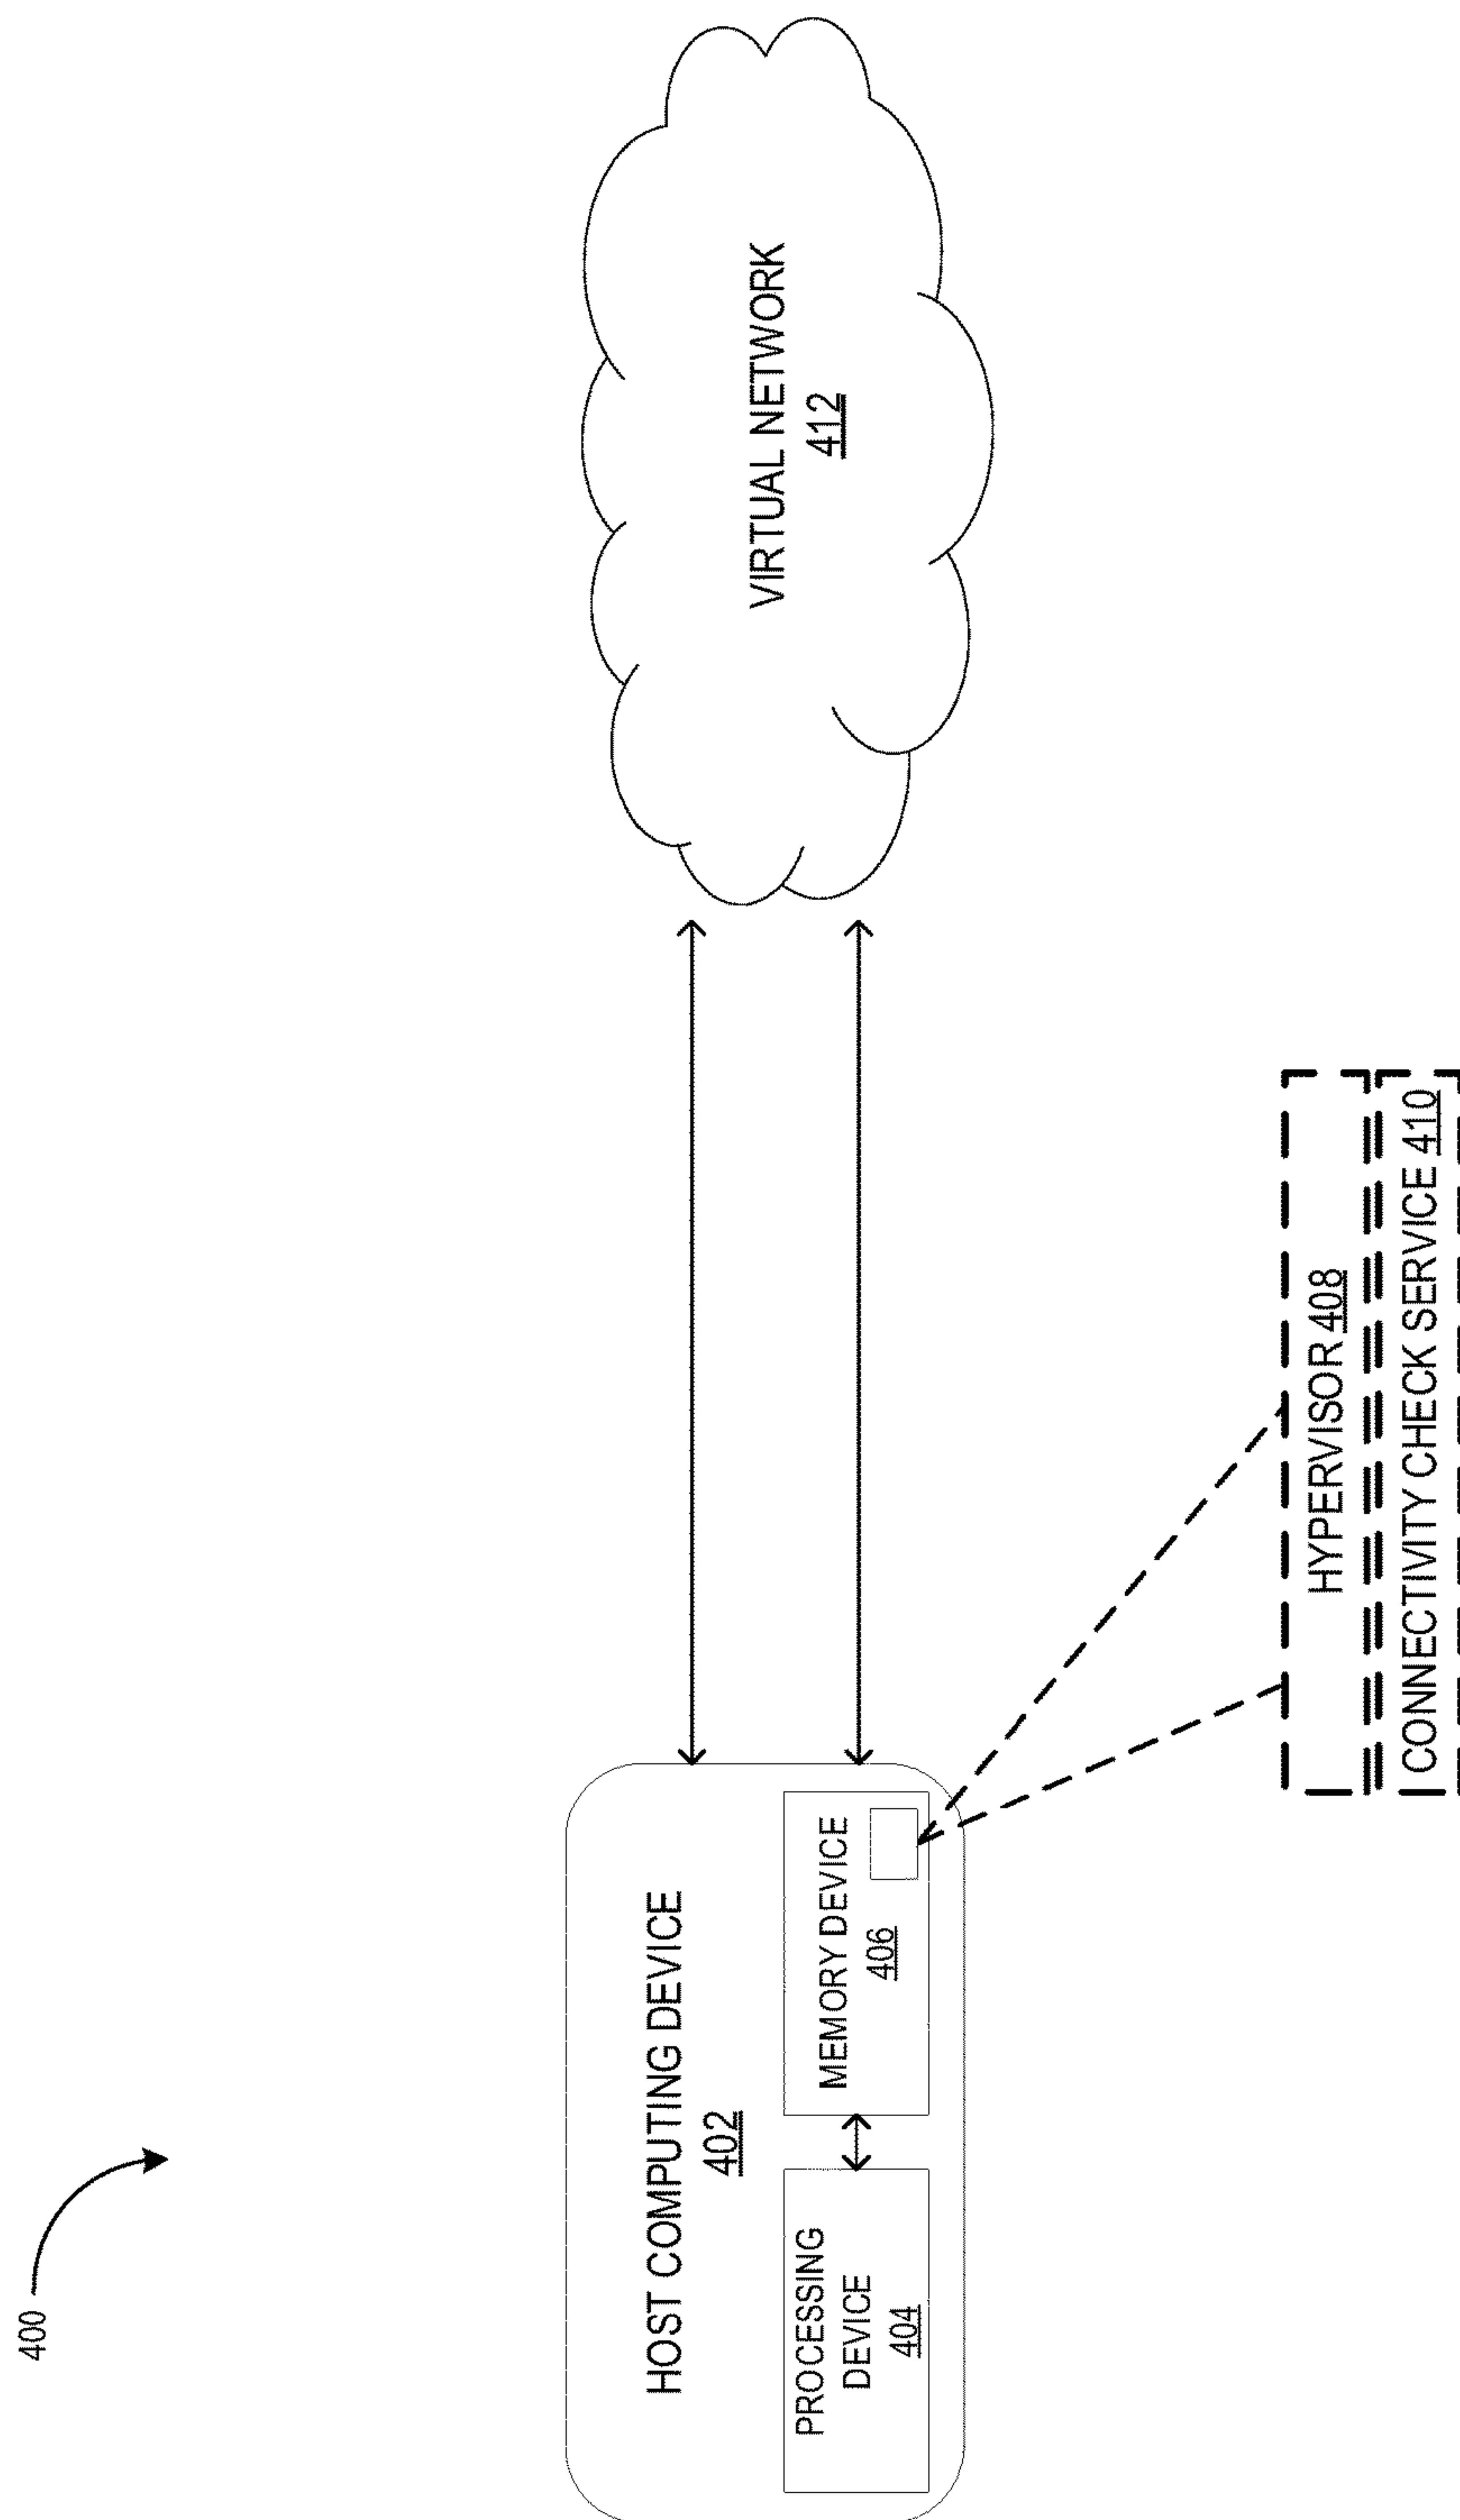 400
HOST COMPUTING DEVICE
402
PROCESSING
DEVICE
404
MEMORY DEVICE
406
VIRTUAL NETWORK
412
HYPERVISOR 408
CONNECTIVITY CHECK SERVICE 410